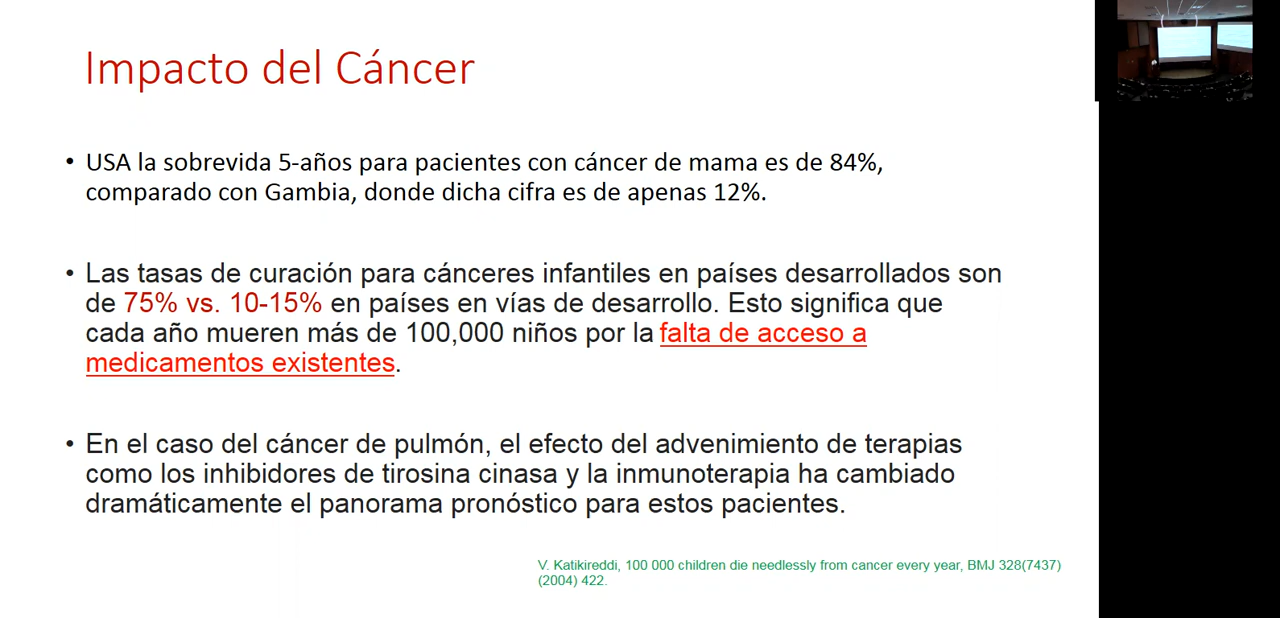 Impacto del Cáncer
• USA la sobrevida 5-años para pacientes con cáncer de mama es de 84%,
comparado con Gambia, donde dicha cifra es de apenas 12%.
• Las tasas de curación para cánceres infantiles en países desarrollados son
de 75% vs. 10-15% en países en vías de desarrollo. Esto significa que
cada año mueren más de 100,000 niños por la falta de acceso a
medicamentos existentes.
• En el caso del cáncer de pulmón, el efecto del advenimiento de terapias
como los inhibidores de tirosina cinasa y la inmunoterapia ha cambiado
dramáticamente el panorama pronóstico para estos pacientes.
V. Katikireddi, 100 000 children die needlessly from cancer every year, BMJ 328(7437)
(2004) 422.